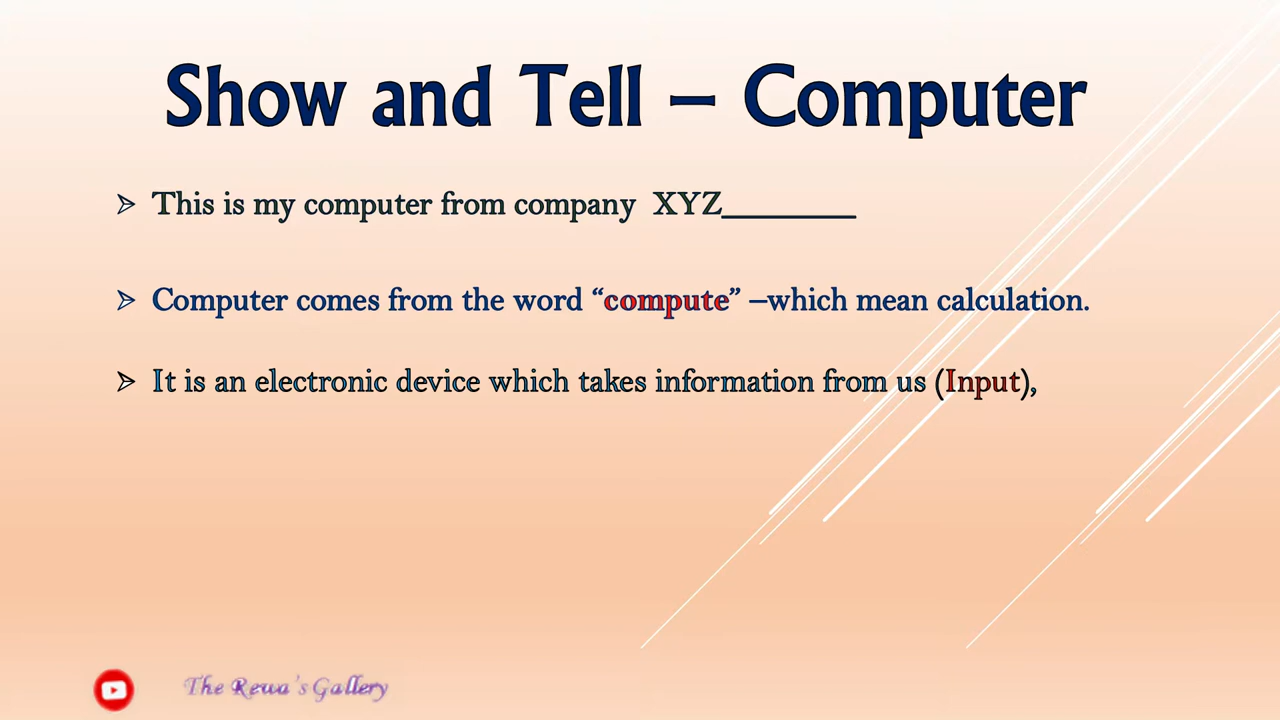 Show and Tell – Computer
This is my computer from company XYZ________
Computer comes from the word “compute” –which mean calculation.
It is an electronic device which takes information from us (Input),
The Rewa's Gallery